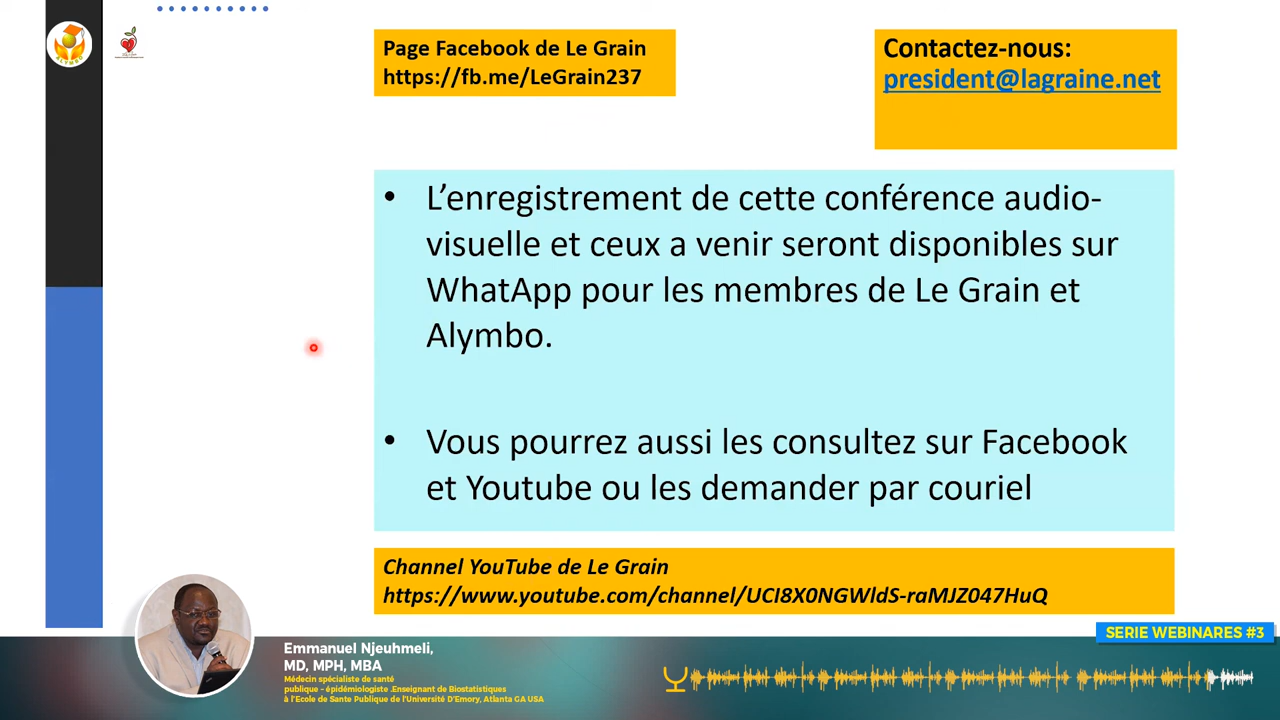 ALYMBO
Page Facebook de Le Grain
https://fb.me/LeGrain237
Contactez-nous:
president@lagraine.net
• L’enregistrement de cette conférence audio-
visuelle et ceux a venir seront disponibles sur
WhatApp pour les membres de Le Grain et
Alymbo.
• Vous pourrez aussi les consultez sur Facebook
et Youtube ou les demander par couriel
Channel YouTube de Le Grain
https://www.youtube.com/channel/UCI8X0NGWldS-raMJZ047HuQ
SERIE WEBINARES #3
Emmanuel Njeuhmeli,
MD, MPH, MBA
Médecin spécialiste de santé
publique - épidémiologiste .Enseignant de Biostatistiques
à l'Ecole de Sante Publique de l'Université D'Emory, Atlanta GA USA